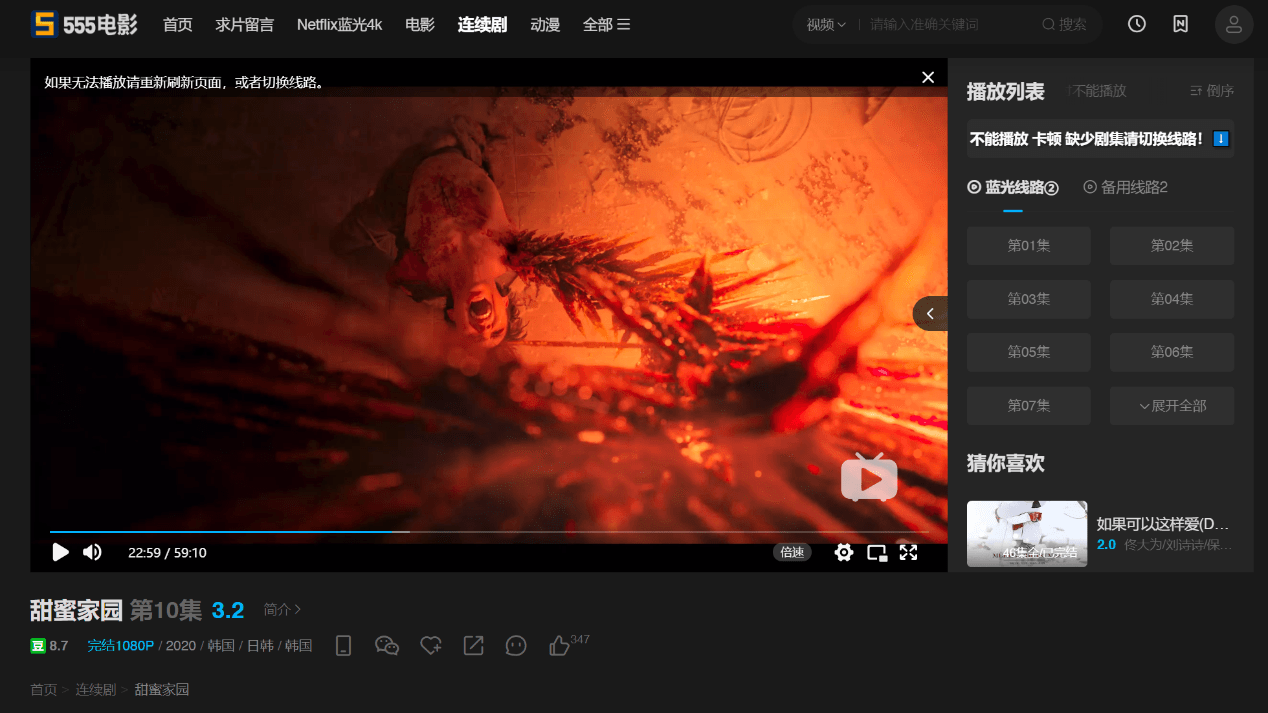 555电影 首页 求片留言 Netflix蓝光4k 电影 连续剧 动漫 全部 视频 请输入准确关键词 搜索
如果无法播放请重新刷新页面，或者切换线路。
播放列表 不能播放 倒序
不能播放 卡顿 缺少剧集请切换线路！
蓝光线路② 备用线路2
第01集 第02集
第03集 第04集
第05集 第06集
第07集 展开全部
猜你喜欢
如果可以这样爱(D...
46集全/已完结
2.0 佟大为/刘诗诗/保...
22:59 / 59:10 倍速
甜蜜家园 第10集 3.2 简介
豆 8.7 完结1080P / 2020 / 韩国 / 日韩 / 韩国 347
首页 > 连续剧 > 甜蜜家园